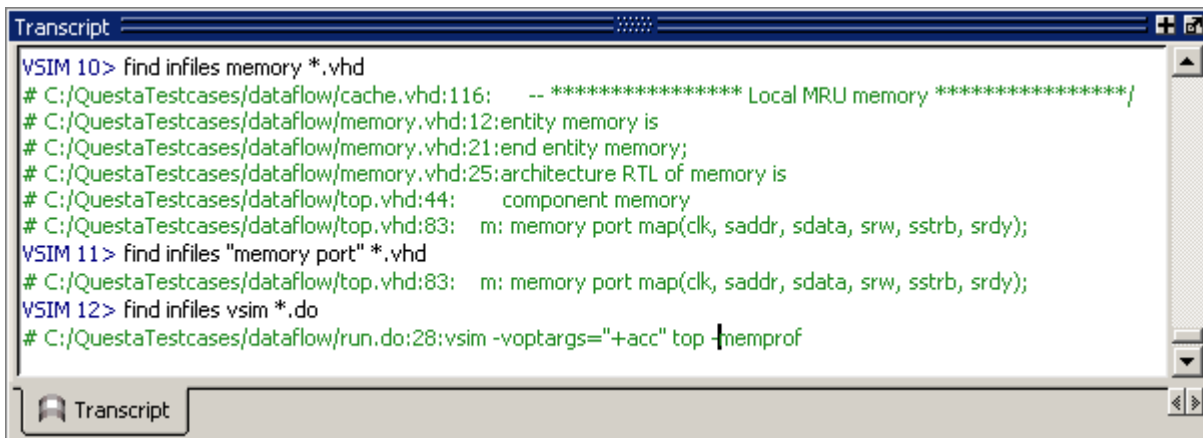 Transcript
VSIM 10> find infiles memory *.vhd
# C:/QuestaTestcases/dataflow/cache.vhd:116:     -- **************** Local MRU memory ****************/
# C:/QuestaTestcases/dataflow/memory.vhd:12:entity memory is
# C:/QuestaTestcases/dataflow/memory.vhd:21:end entity memory;
# C:/QuestaTestcases/dataflow/memory.vhd:25:architecture RTL of memory is
# C:/QuestaTestcases/dataflow/top.vhd:44:     component memory
# C:/QuestaTestcases/dataflow/top.vhd:83:   m: memory port map(clk, saddr, sdata, srw, sstrb, srdy);
VSIM 11> find infiles "memory port" *.vhd
# C:/QuestaTestcases/dataflow/top.vhd:83:   m: memory port map(clk, saddr, sdata, srw, sstrb, srdy);
VSIM 12> find infiles vsim *.do
# C:/QuestaTestcases/dataflow/run.do:28:vsim -voptargs="+acc" top -memprof
Transcript